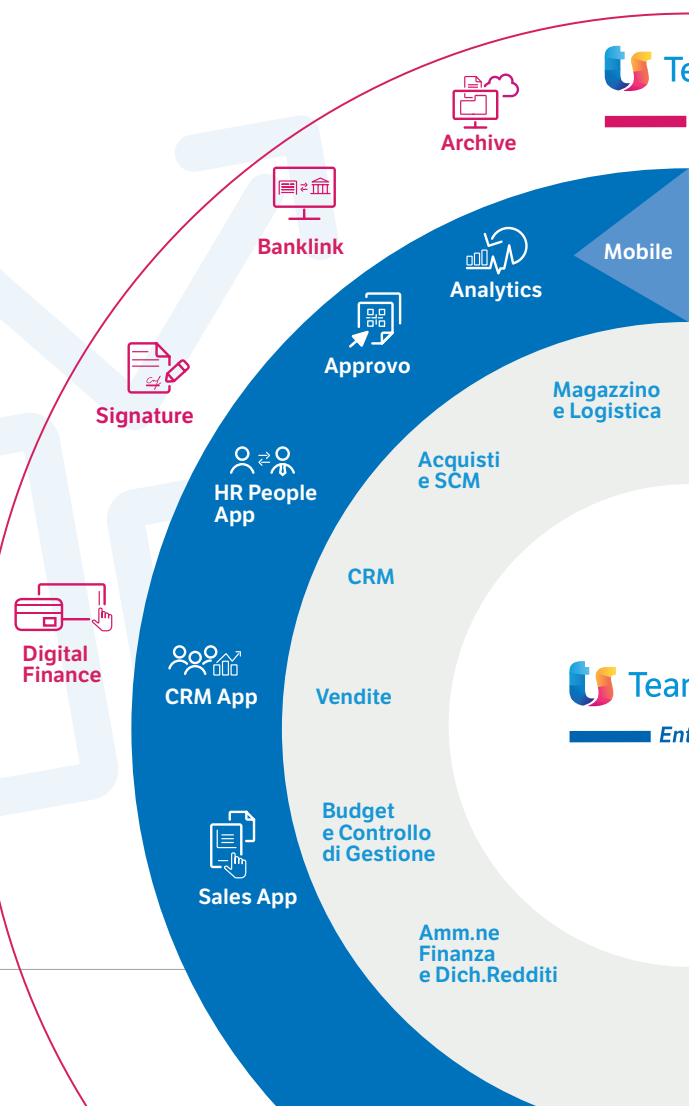 Te
Archive
Banklink
Mobile
Analytics
Approvo
Magazzino
e Logistica
Signature
Acquisti
e SCM
HR People
App
CRM
Digital
Finance
CRM App
Vendite
Tear
Ent
Budget
e Controllo
di Gestione
Sales App
Amm.ne
Finanza
e Dich.Redditi